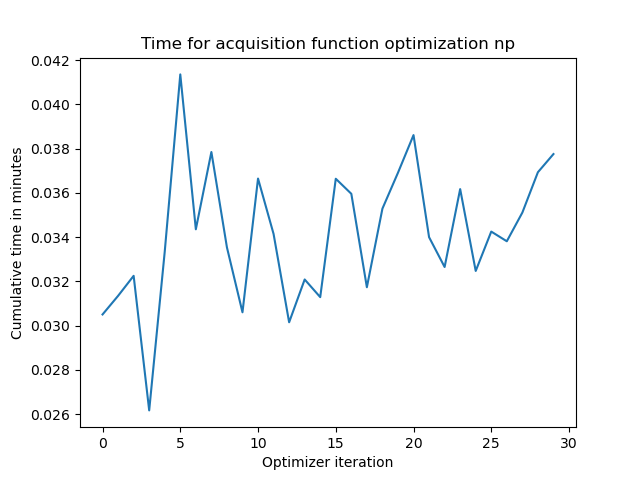 Time for acquisition function optimization np
Cumulative time in minutes
0.042
0.040
0.038
0.036
0.034
0.032
0.030
0.028
0.026
0 5 10 15 20 25 30
Optimizer iteration